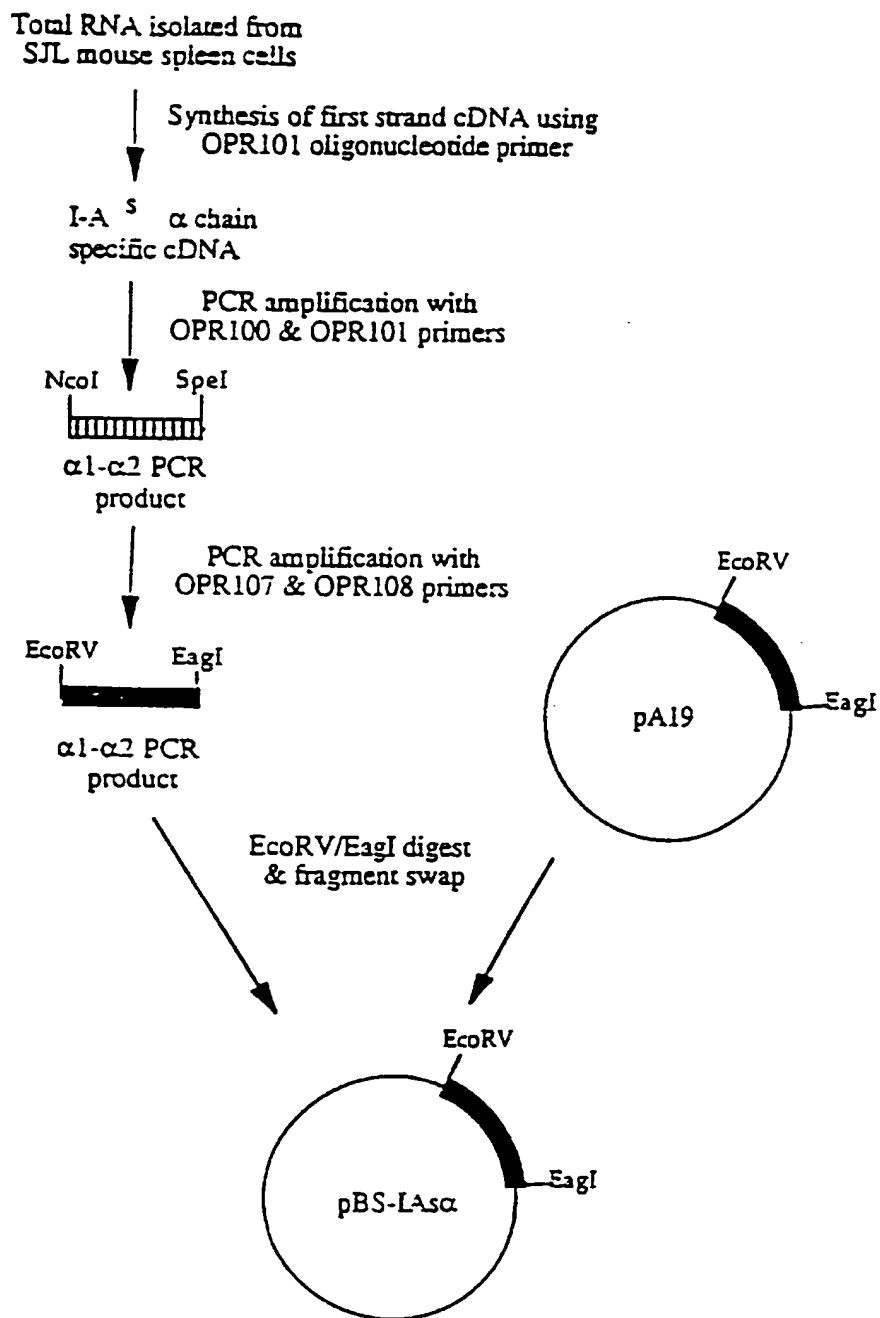 Total RNA isolated from
SJL mouse spleen cells
Synthesis of first strand cDNA using
OPR101 oligonucleotide primer
I-A s α chain
specific cDNA
PCR amplification with
OPR100 & OPR101 primers
NcoI SpeI
α1-α2 PCR
product
PCR amplification with
OPR107 & OPR108 primers
EcoRV EagI
α1-α2 PCR
product
EcoRV
EagI
pA19
EcoRV/EagI digest
& fragment swap
EcoRV
EagI
pBS-IAsα